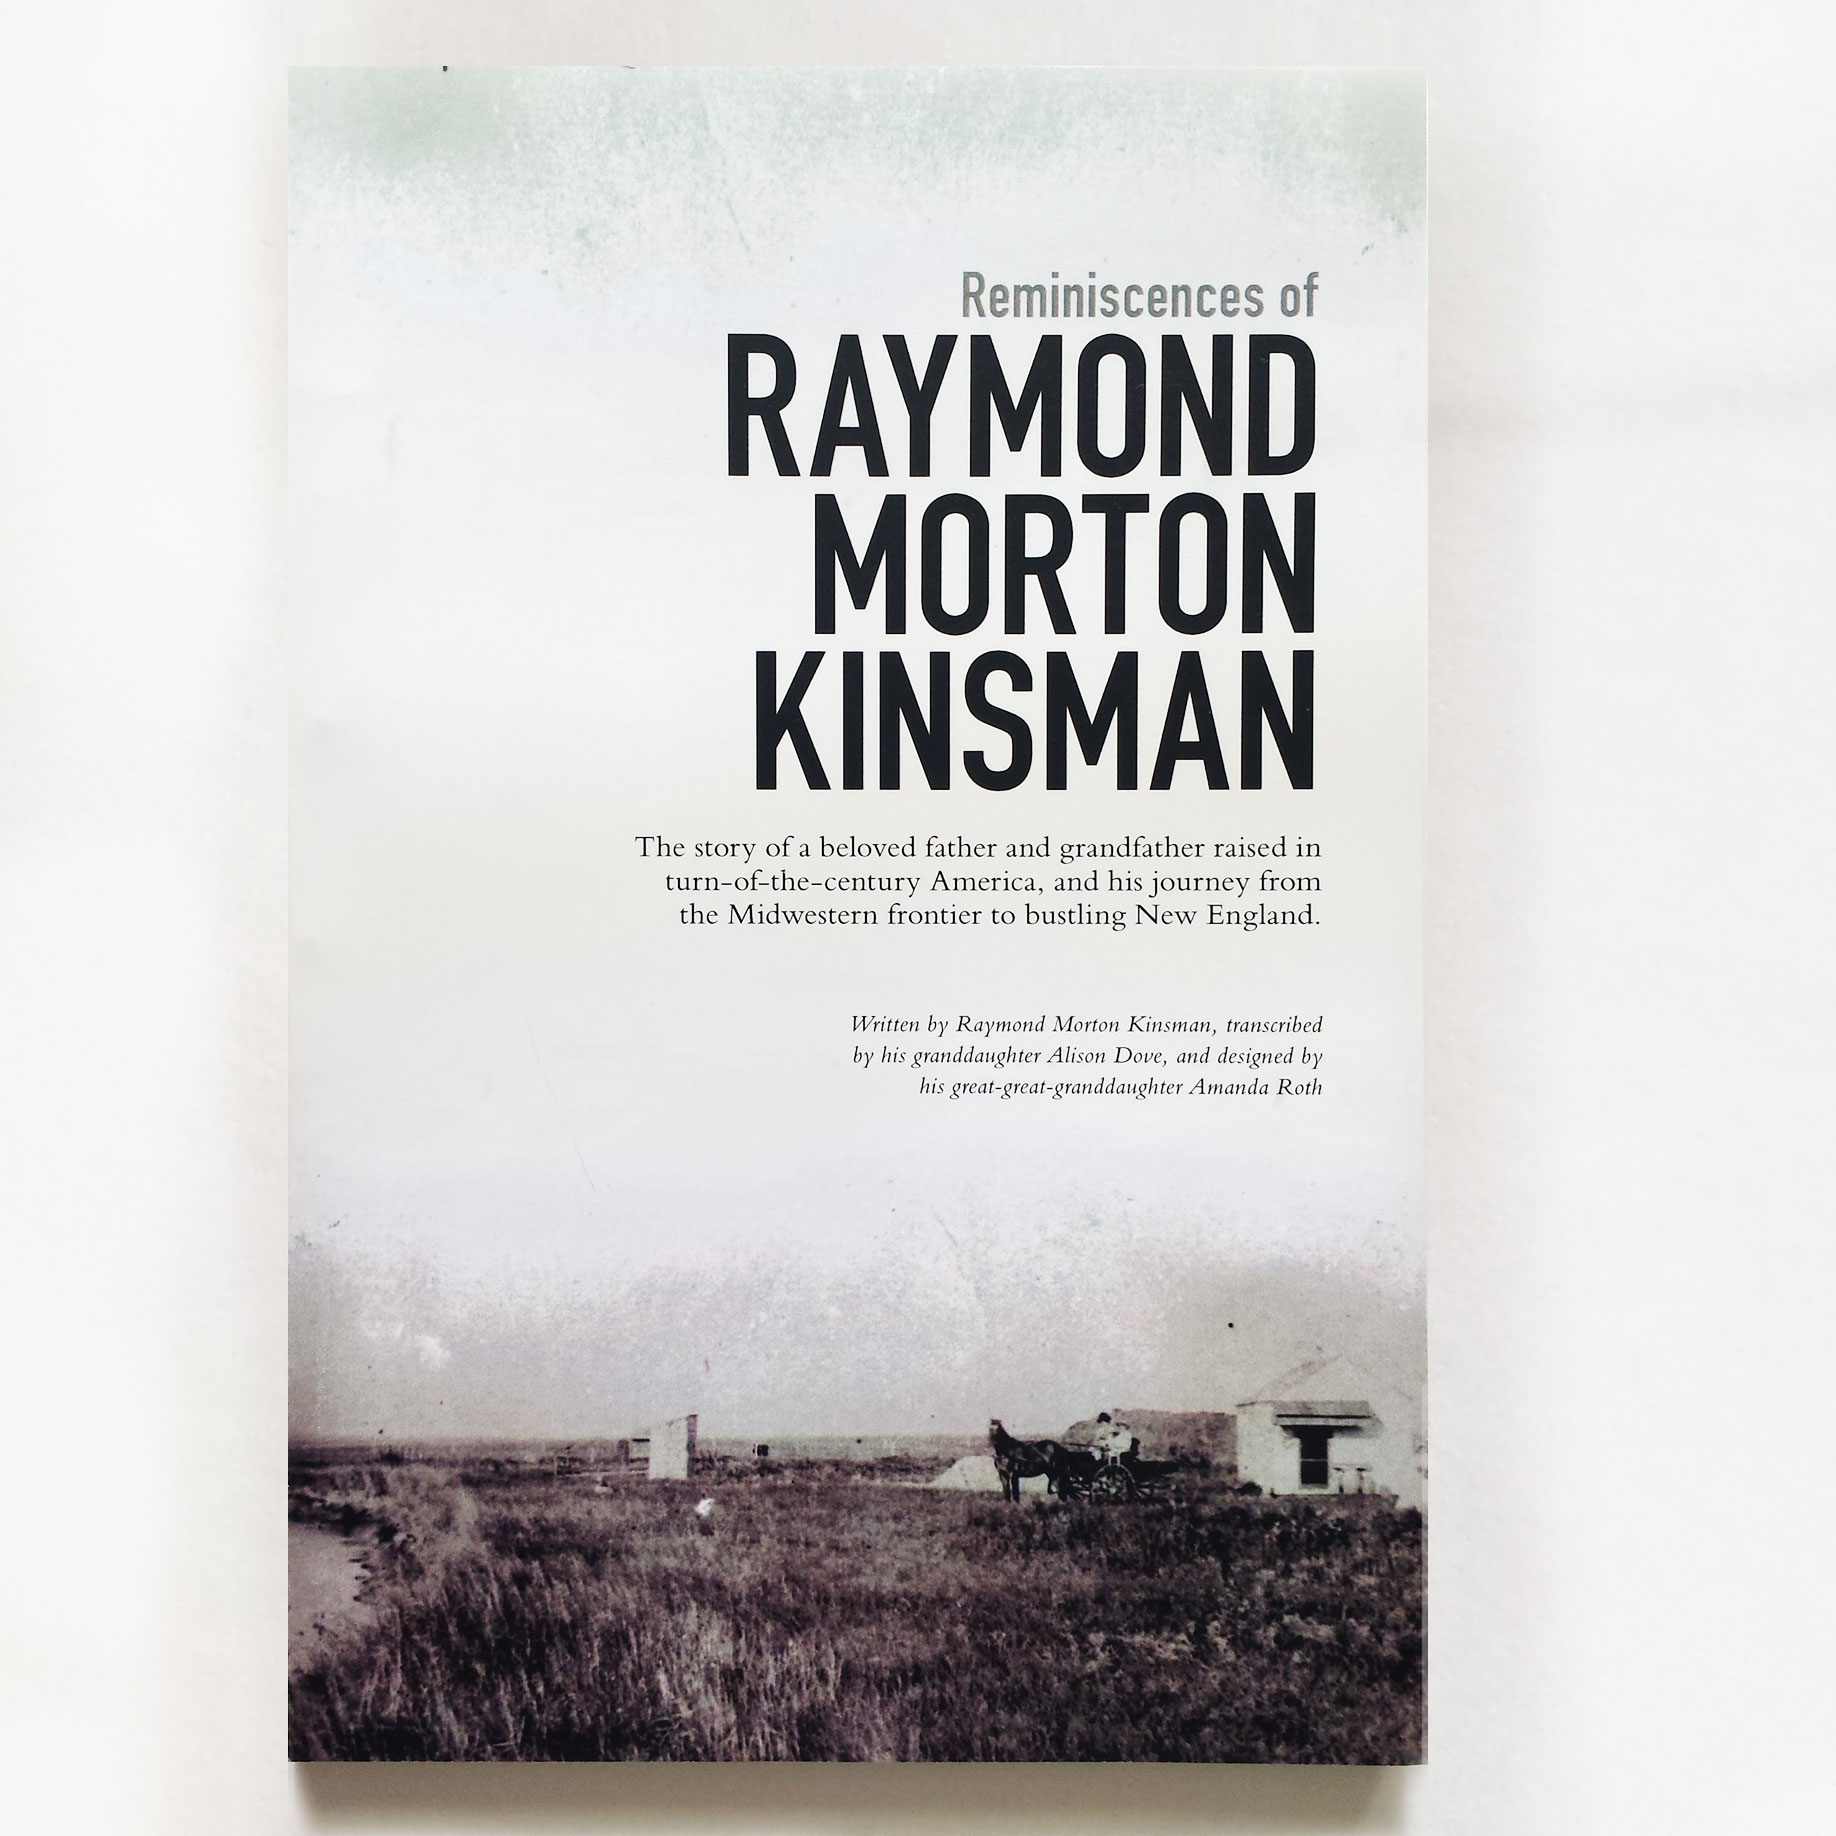 Reminiscences of
RAYMOND
MORTON
KINSMAN
The story of a beloved father and grandfather raised in
turn-of-the-century America, and his journey from
the Midwestern frontier to bustling New England.
Written by Raymond Morton Kinsman, transcribed
by his granddaughter Alison Dove, and designed by
his great-great-granddaughter Amanda Roth